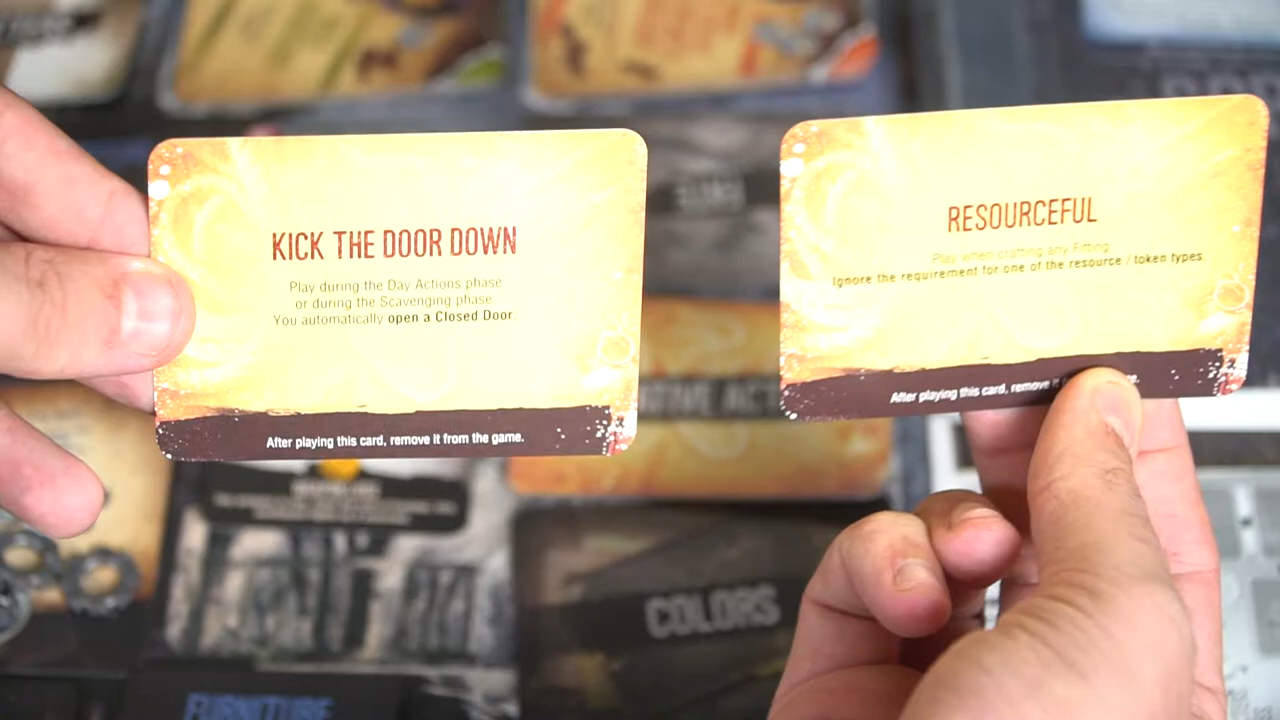 KICK THE DOOR DOWN
Play during the Day Actions phase
or during the Scavenging phase.
You automatically open a Closed Door.
After playing this card, remove it from the game.
RESOURCEFUL
Play when crafting any Fitting.
Ignore the requirement for one of the resource / token types.
After playing this card, remove
COLORS
FURNITURE